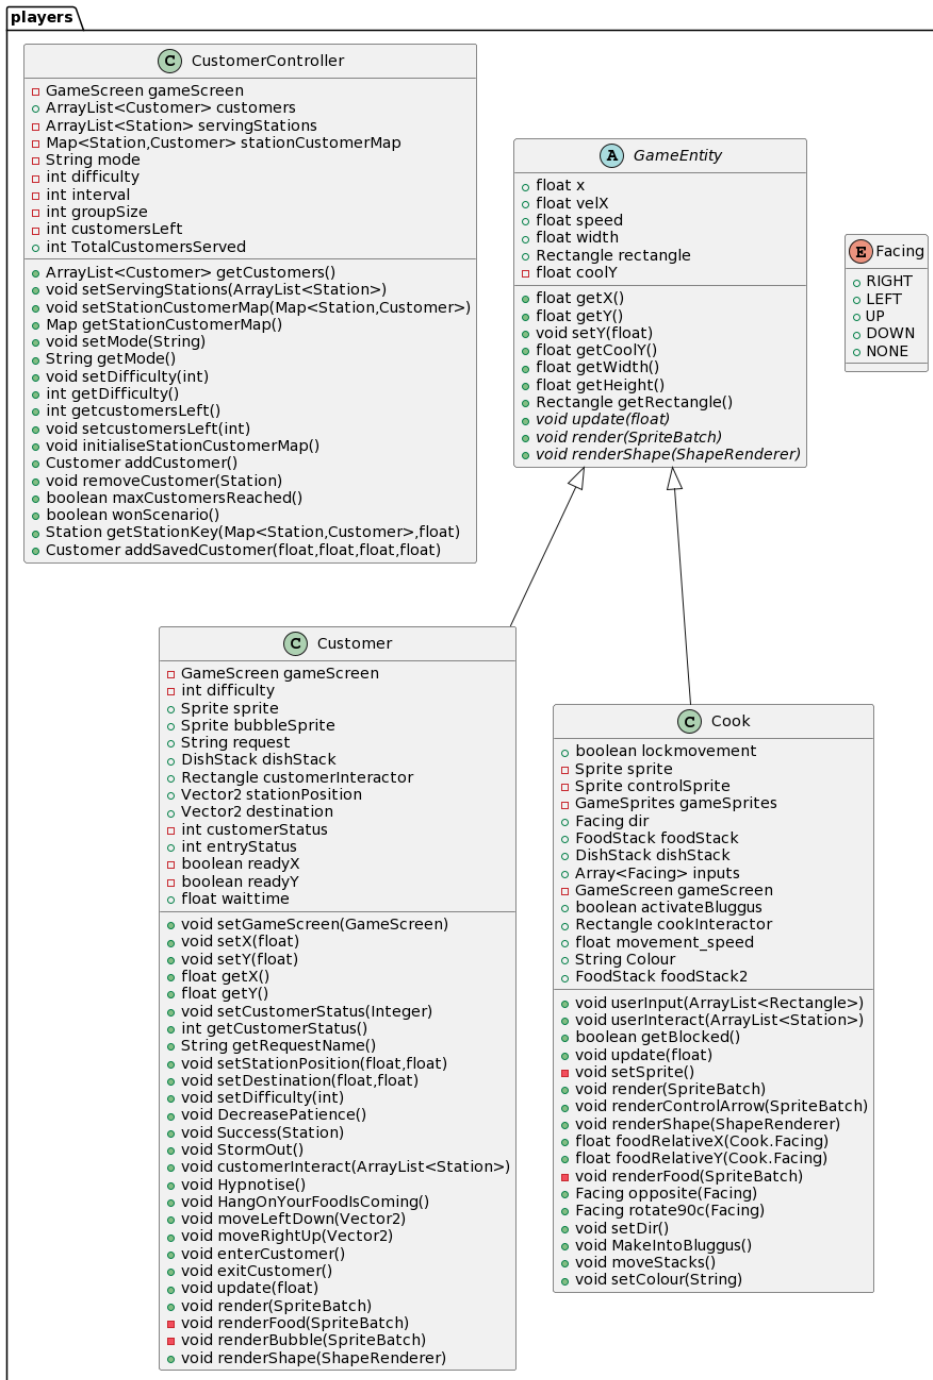 players
C CustomerController
GameScreen gameScreen
ArrayList<Customer> customers
ArrayList<Station> servingStations
Map<Station,Customer> stationCustomerMap
String mode
int difficulty
int interval
int groupSize
int customersLeft
int TotalCustomersServed
ArrayList<Customer> getCustomers()
void setServingStations(ArrayList<Station>)
void setStationCustomerMap(Map<Station,Customer>)
Map getStationCustomerMap()
void setMode(String)
String getMode()
void setDifficulty(int)
int getDifficulty()
int getcustomersLeft()
void setcustomersLeft(int)
void initialiseStationCustomerMap()
Customer addCustomer()
void removeCustomer(Station)
boolean maxCustomersReached()
boolean wonScenario()
Station getStationKey(Map<Station,Customer>,float)
Customer addSavedCustomer(float,float,float,float)
A GameEntity
float x
float velX
float speed
float width
Rectangle rectangle
float coolY
float getX()
float getY()
void setY(float)
float getCoolY()
float getWidth()
float getHeight()
Rectangle getRectangle()
void update(float)
void render(SpriteBatch)
void renderShape(ShapeRenderer)
E Facing
RIGHT
LEFT
UP
DOWN
NONE
C Customer
GameScreen gameScreen
int difficulty
Sprite sprite
Sprite bubbleSprite
String request
DishStack dishStack
Rectangle customerInteractor
Vector2 stationPosition
Vector2 destination
int customerStatus
int entryStatus
boolean readyX
boolean readyY
float waittime
void setGameScreen(GameScreen)
void setX(float)
void setY(float)
float getX()
float getY()
void setCustomerStatus(Integer)
int getCustomerStatus()
String getRequestName()
void setStationPosition(float,float)
void setDestination(float,float)
void setDifficulty(int)
void DecreasePatience()
void Success(Station)
void StormOut()
void customerInteract(ArrayList<Station>)
void Hypnotise()
void HangOnYourFoodIsComing()
void moveLeftDown(Vector2)
void moveRightUp(Vector2)
void enterCustomer()
void exitCustomer()
void update(float)
void render(SpriteBatch)
void renderFood(SpriteBatch)
void renderBubble(SpriteBatch)
void renderShape(ShapeRenderer)
C Cook
boolean lockmovement
Sprite sprite
Sprite controlSprite
GameSprites gameSprites
Facing dir
FoodStack foodStack
DishStack dishStack
Array<Facing> inputs
GameScreen gameScreen
boolean activateBluggus
Rectangle cookInteractor
float movement_speed
String Colour
FoodStack foodStack2
void userInput(ArrayList<Rectangle>)
void userInteract(ArrayList<Station>)
boolean getBlocked()
void update(float)
void setSprite()
void render(SpriteBatch)
void renderControlArrow(SpriteBatch)
void renderShape(ShapeRenderer)
float foodRelativeX(Cook.Facing)
float foodRelativeY(Cook.Facing)
void renderFood(SpriteBatch)
Facing opposite(Facing)
Facing rotate90c(Facing)
void setDir()
void MakeIntoBluggus()
void moveStacks()
void setColour(String)